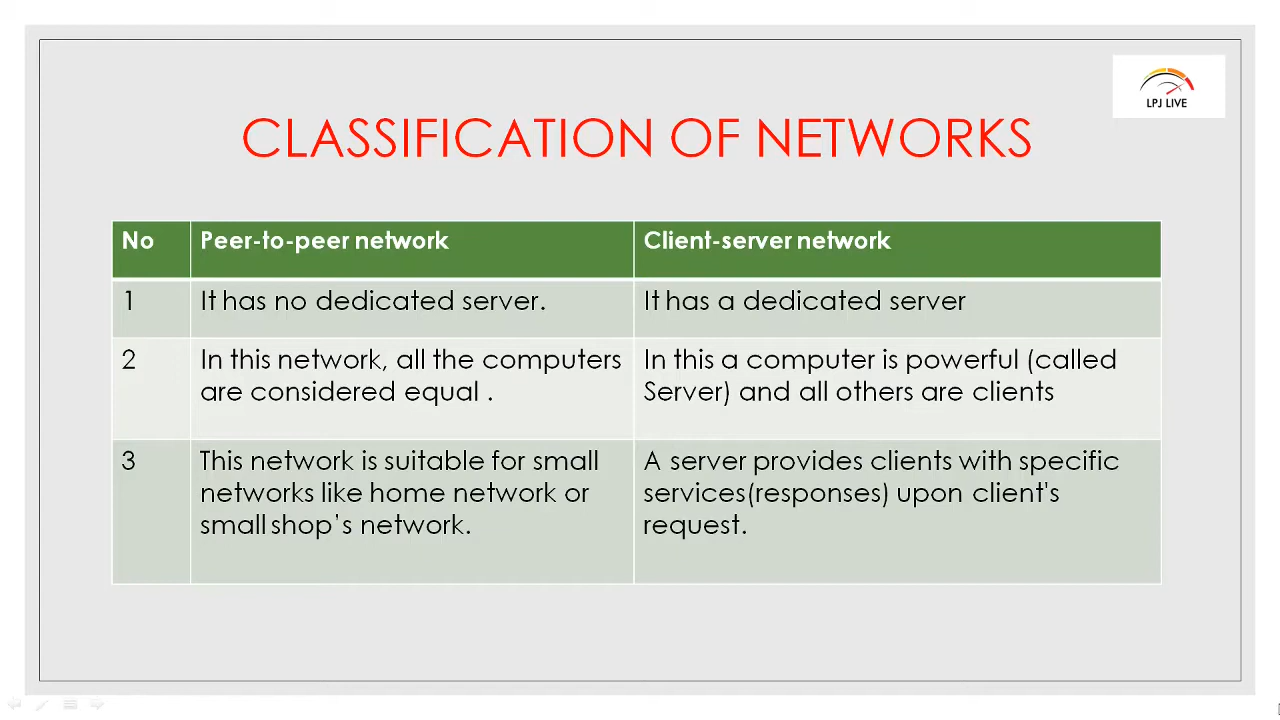 LPJ LIVE
CLASSIFICATION OF NETWORKS
No
Peer-to-peer network
Client-server network
1
It has no dedicated server.
It has a dedicated server
2
In this network, all the computers
are considered equal .
In this a computer is powerful (called
Server) and all others are clients
3
This network is suitable for small
networks like home network or
small shop's network.
A server provides clients with specific
services(responses) upon client's
request.